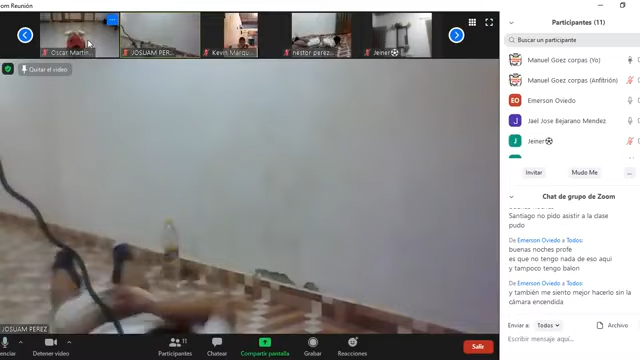 om Reunión
Oscar Martin...
JOSUAM PER...
Kevin Marqu...
nestor perez...
Jeiner⚽
Quitar el video
JOSUAM PEREZ
Participantes (11)
Buscar un participante
Manuel Goez corpas (Yo)
Manuel Goez corpas (Anfitrión)
EO Emerson Oviedo
J Jael Jose Bejarano Mendez
J Jeiner⚽
Invitar Mudo Me ...
Chat de grupo de Zoom
Santiago no pido asistir a la clase
pudo
De Emerson Oviedo a Todos:
buenas noches profe
es que no tengo nada de eso aqui
y tampoco tengo balon
De Emerson Oviedo a Todos:
y también me siento mejor hacerlo sin la
cámara encendida
Enviar a: Todos Archivo
Escribir mensaje aquí...
enciar
Detener video
11
Participantes
Chatear
Compartir pantalla
Grabar
Reacciones
Salir